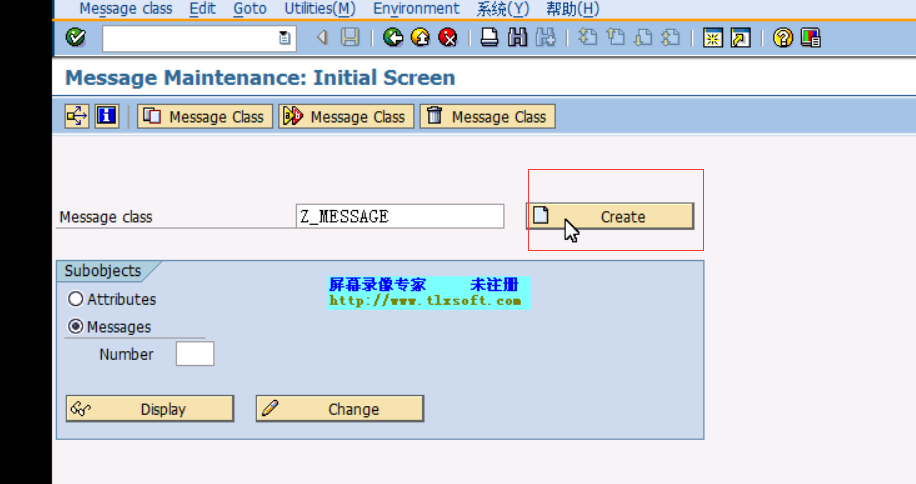 Message class Edit Goto Utilities(M) Environment 系统(Y) 帮助(H)
Message Maintenance: Initial Screen
Message Class Message Class Message Class
Message class Z_MESSAGE Create
Subobjects
屏幕录像专家 未注册
http://www.tlxsoft.com
Attributes
Messages
Number
Display Change